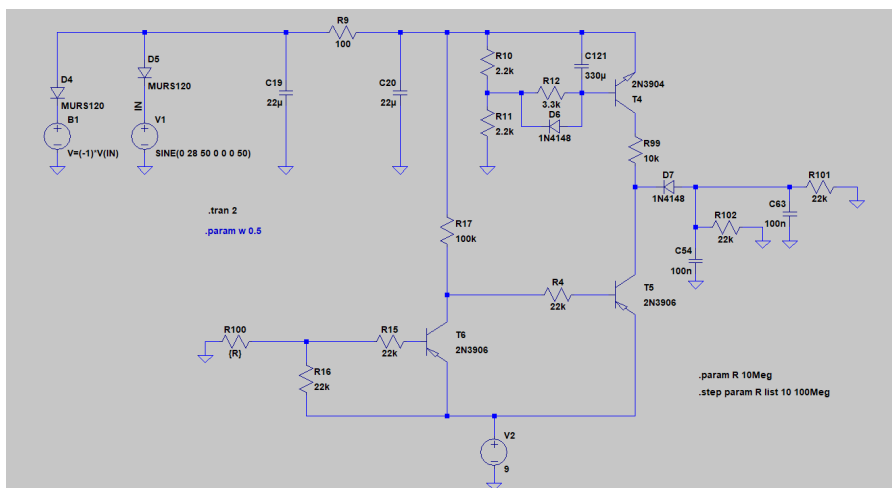 R9
100
D4
MURS120
B1
V=(-1)*V(IN)
D5
MURS120
IN
V1
SINE(0 28 50 0 0 0 50)
C19
22µ
C20
22µ
R10
2.2k
R11
2.2k
C121
330µ
R12
3.3k
D6
1N4148
2N3904
T4
R99
10k
D7
1N4148
R101
22k
C63
100n
R102
22k
C54
100n
.tran 2
.param w 0.5
R17
100k
R4
22k
T5
2N3906
R100
{R}
R15
22k
T6
2N3906
R16
22k
V2
9
.param R 10Meg
.step param R list 10 100Meg